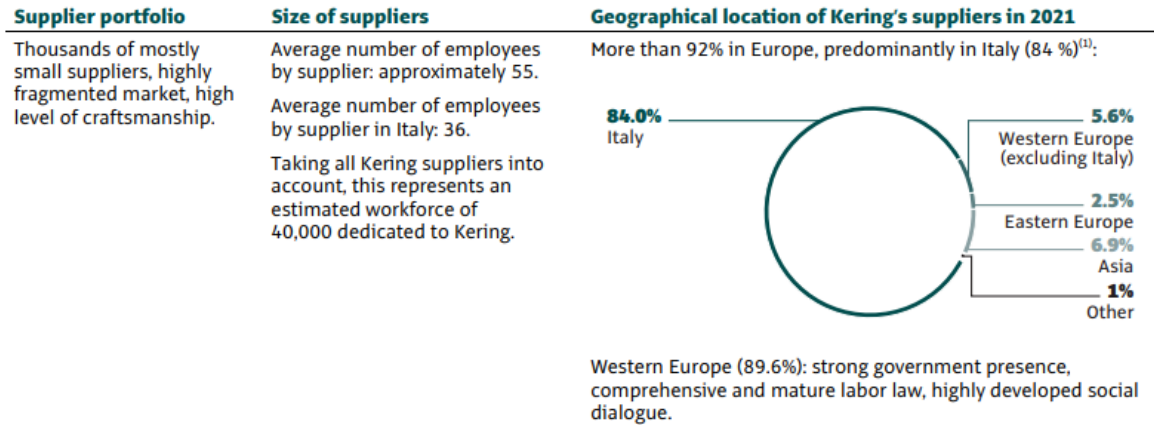 Supplier portfolio
Thousands of mostly
small suppliers, highly
fragmented market, high
level of craftsmanship.
Size of suppliers
Average number of employees
by supplier: approximately 55.
Average number of employees
by supplier in Italy: 36.
Taking all Kering suppliers into
account, this represents an
estimated workforce of
40,000 dedicated to Kering.
Geographical location of Kering's suppliers in 2021
More than 92% in Europe, predominantly in Italy (84 %)(1):
84.0%
Italy
5.6%
Western Europe
(excluding Italy)
2.5%
Eastern Europe
6.9%
Asia
1%
Other
Western Europe (89.6%): strong government presence,
comprehensive and mature labor law, highly developed social
dialogue.